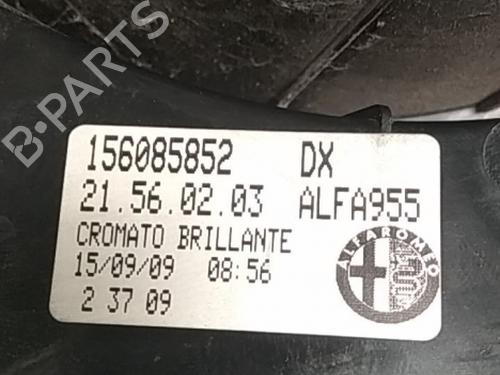 B-PARTS
156085852 DX
21.56.02.03 ALFA955
CROMATO BRILLANTE
15/09/09 08:56
2 37 09
ALFA ROMEO